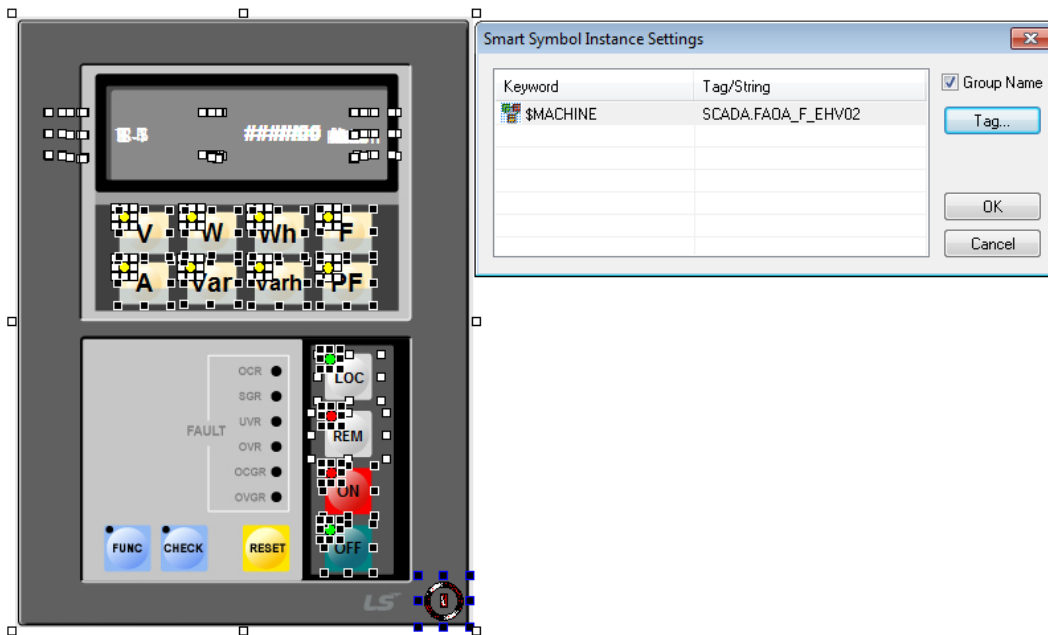 Smart Symbol Instance Settings
Keyword
Tag/String
Group Name
$MACHINE
SCADA.FA0A_F_EHV02
Tag...
OK
Cancel
V
W
Wh
F
A
Var
Varh
PF
OCR
SGR
FAULT
UVR
OVR
OCGR
OVGR
LOC
REM
ON
OFF
FUNC
CHECK
RESET
LS